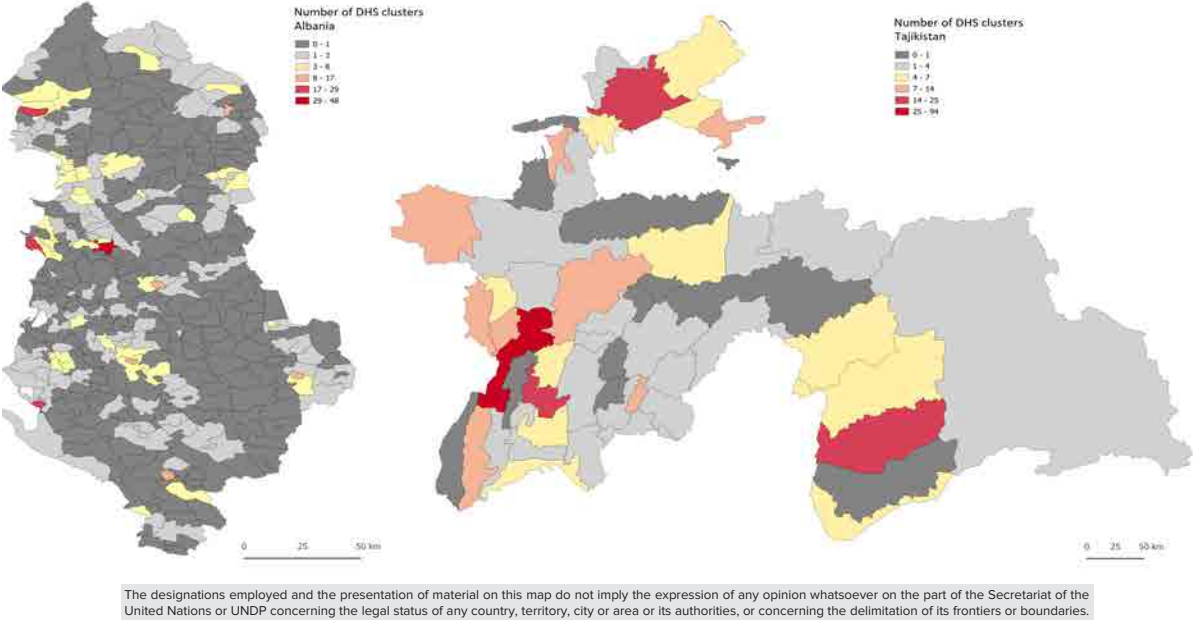 Number of DHS clusters
Albania
0 - 1
1 - 3
3 - 8
8 - 17
17 - 29
29 - 48
Number of DHS clusters
Tajikistan
0 - 1
1 - 4
4 - 7
7 - 14
14 - 25
25 - 94
0 25 50 km
0 25 50 km
The designations employed and the presentation of material on this map do not imply the expression of any opinion whatsoever on the part of the Secretariat of the
United Nations or UNDP concerning the legal status of any country, territory, city or area or its authorities, or concerning the delimitation of its frontiers or boundaries.